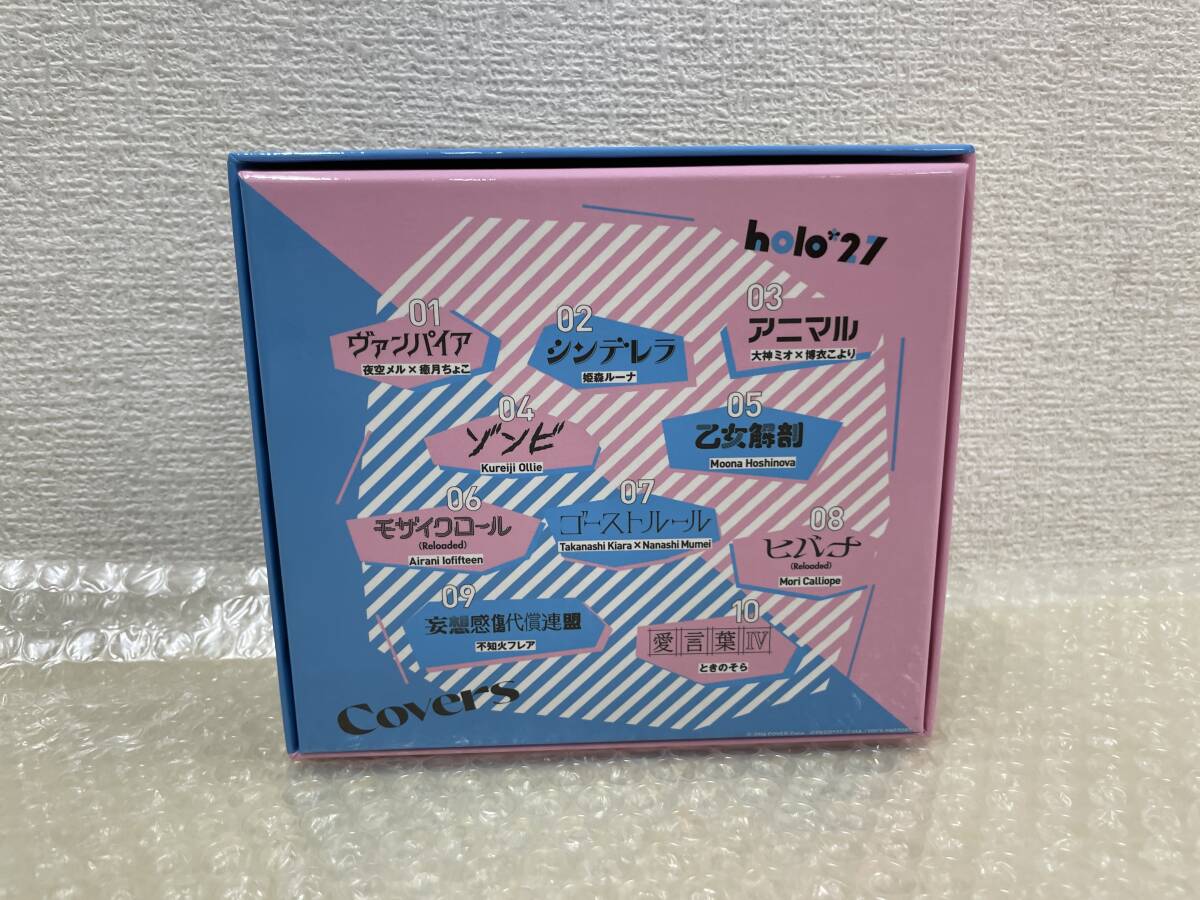 holo*27
01
ヴァンパイア
夜空メル×癒月ちょこ
02
シンデレラ
姫森ルーナ
03
アニマル
大神ミオ×博衣こより
04
ゾンビ
Kureiji Ollie
05
乙女解剖
Moona Hoshinova
06
モザイクロール
(Reloaded)
Airani Iofifteen
07
ゴーストルール
Takanashi Kiara×Nanashi Mumei
08
ヒバナ
(Reloaded)
Mori Calliope
09
妄想感傷代償連盟
不知火フレア
10
愛言葉IV
ときのそら
Covers